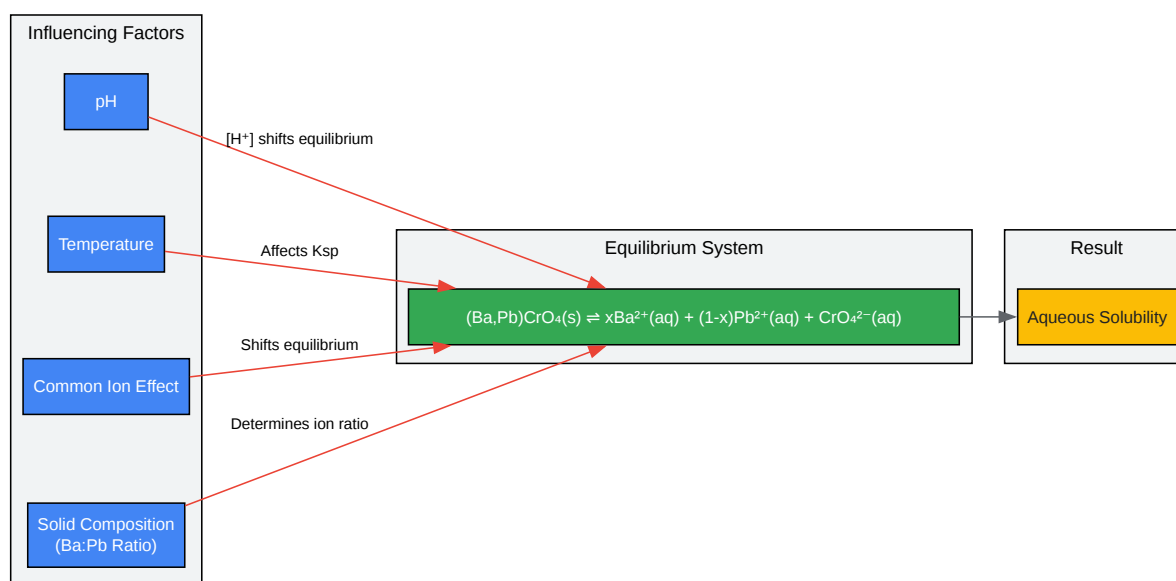 Influencing Factors
pH
[H⁺] shifts equilibrium
Temperature
Affects Ksp
Equilibrium System
Result
(Ba,Pb)CrO₄(s) ⇌ xBa²⁺(aq) + (1-x)Pb²⁺(aq) + CrO₄²⁻(aq)
Aqueous Solubility
Shifts equilibrium
Common Ion Effect
Determines ion ratio
Solid Composition
(Ba:Pb Ratio)